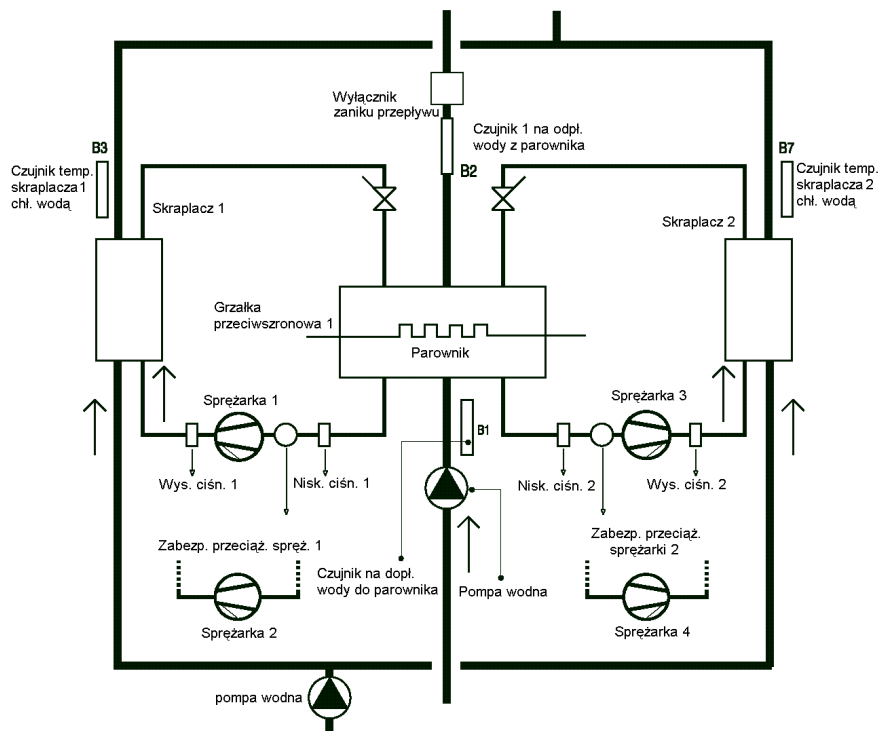 Wyłącznik
zaniku przepływu
B3
Czujnik temp.
skraplacza 1
chł. wodą
Czujnik 1 na odpł.
wody z parownika
B2
B7
Czujnik temp.
skraplacza 2
chł. wodą
Skraplacz 1
Skraplacz 2
Grzałka
przeciwszronowa 1
Parownik
Sprężarka 1
Sprężarka 3
B1
Wys. ciśn. 1
Nisk. ciśn. 1
Nisk. ciśn. 2
Wys. ciśn. 2
Zabezp. przeciąż. spręż. 1
Zabezp. przeciąż.
sprężarki 2
Czujnik na dopł.
wody do parownika
Pompa wodna
Sprężarka 2
Sprężarka 4
pompa wodna